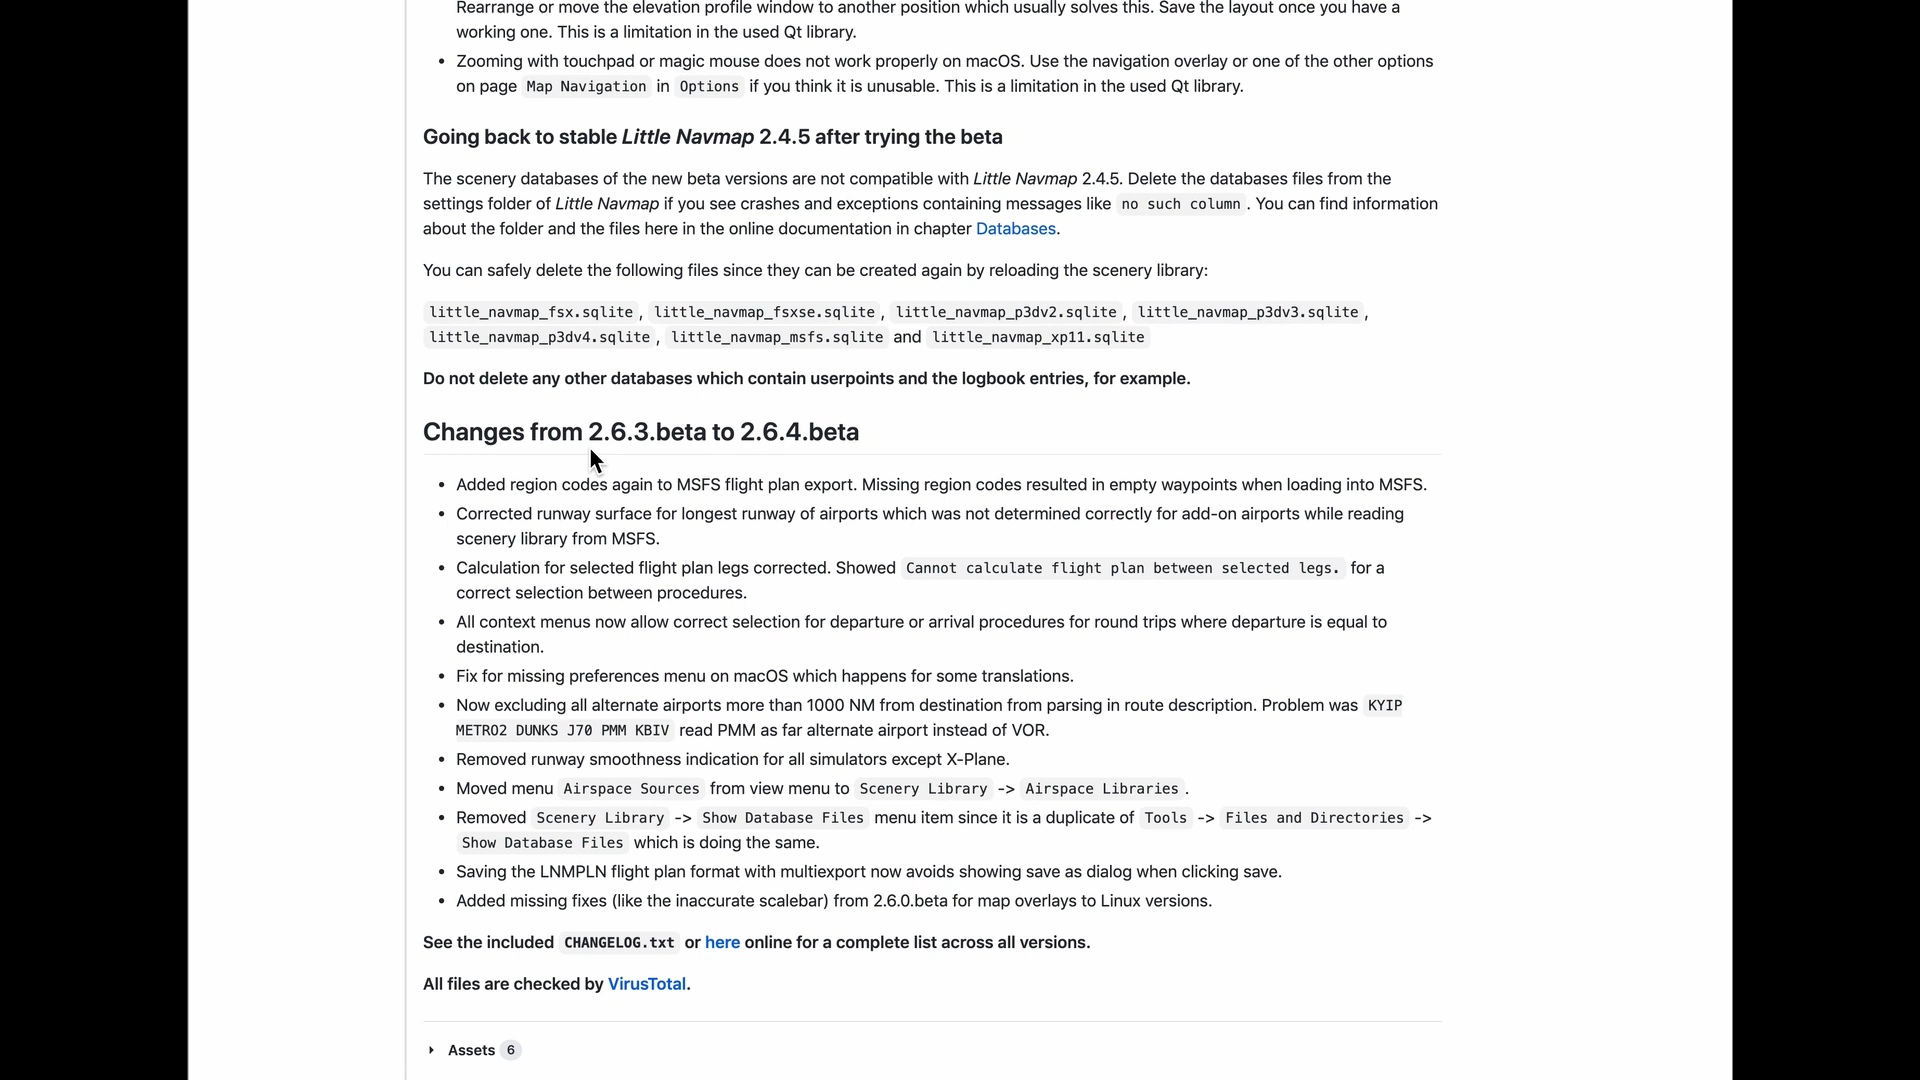 Rearrange or move the elevation profile window to another position which usually solves this. Save the layout once you have a
working one. This is a limitation in the used Qt library.
• Zooming with touchpad or magic mouse does not work properly on macOS. Use the navigation overlay or one of the other options
on page Map Navigation in Options if you think it is unusable. This is a limitation in the used Qt library.
Going back to stable Little Navmap 2.4.5 after trying the beta
The scenery databases of the new beta versions are not compatible with Little Navmap 2.4.5. Delete the databases files from the
settings folder of Little Navmap if you see crashes and exceptions containing messages like no such column. You can find information
about the folder and the files here in the online documentation in chapter Databases.
You can safely delete the following files since they can be created again by reloading the scenery library:
little_navmap_fsx.sqlite, little_navmap_fsxse.sqlite, little_navmap_p3dv2.sqlite, little_navmap_p3dv3.sqlite,
little_navmap_p3dv4.sqlite, little_navmap_msfs.sqlite and little_navmap_xp11.sqlite
Do not delete any other databases which contain userpoints and the logbook entries, for example.
Changes from 2.6.3.beta to 2.6.4.beta
• Added region codes again to MSFS flight plan export. Missing region codes resulted in empty waypoints when loading into MSFS.
• Corrected runway surface for longest runway of airports which was not determined correctly for add-on airports while reading
scenery library from MSFS.
• Calculation for selected flight plan legs corrected. Showed Cannot calculate flight plan between selected legs. for a
correct selection between procedures.
• All context menus now allow correct selection for departure or arrival procedures for round trips where departure is equal to
destination.
• Fix for missing preferences menu on macOS which happens for some translations.
• Now excluding all alternate airports more than 1000 NM from destination from parsing in route description. Problem was KYIP
METRO2 DUNKS J70 PMM KBIV read PMM as far alternate airport instead of VOR.
• Removed runway smoothness indication for all simulators except X-Plane.
• Moved menu Airspace Sources from view menu to Scenery Library -> Airspace Libraries.
• Removed Scenery Library -> Show Database Files menu item since it is a duplicate of Tools -> Files and Directories ->
Show Database Files which is doing the same.
• Saving the LNMPLN flight plan format with multiexport now avoids showing save as dialog when clicking save.
• Added missing fixes (like the inaccurate scalebar) from 2.6.0.beta for map overlays to Linux versions.
See the included CHANGELOG.txt or here online for a complete list across all versions.
All files are checked by VirusTotal.
Assets 6